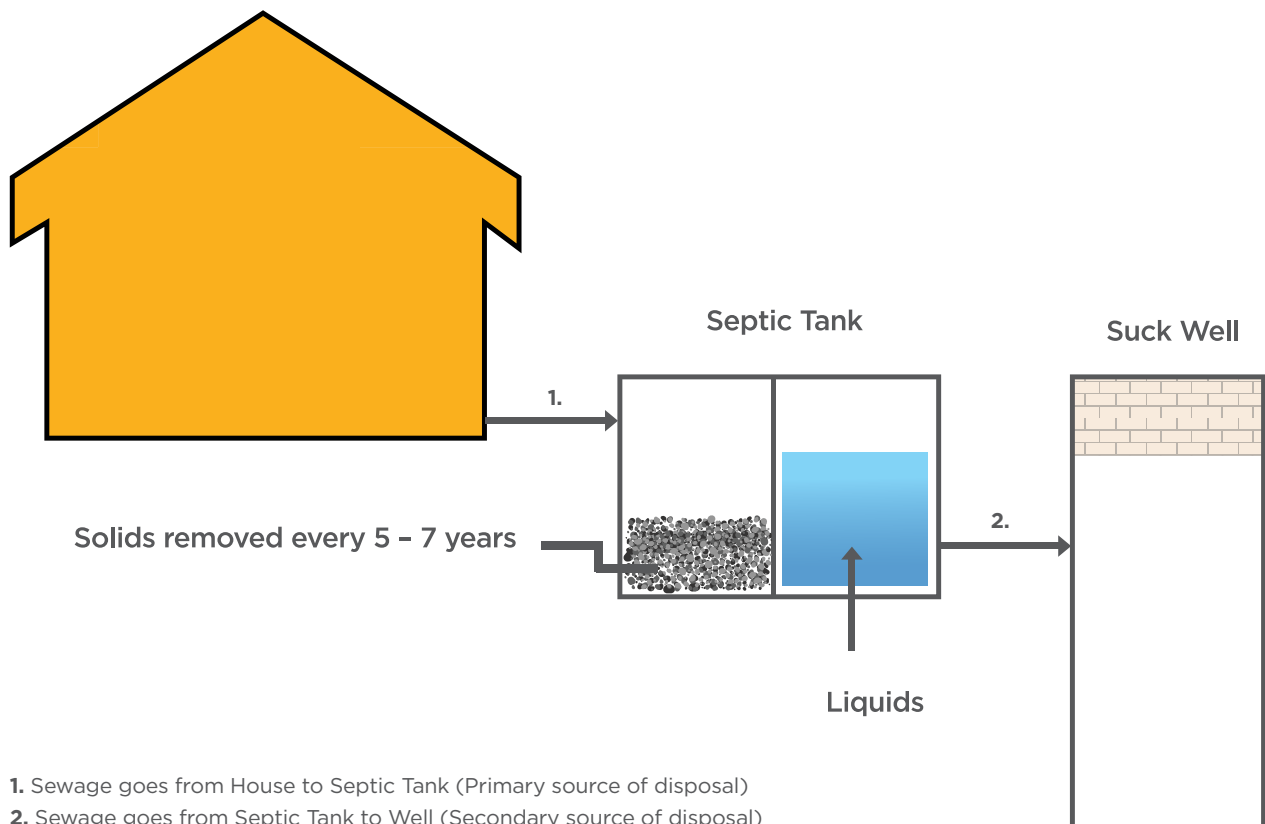 Septic Tank
Suck Well
1.
Solids removed every 5 – 7 years
2.
Liquids
1. Sewage goes from House to Septic Tank (Primary source of disposal)
2. Sewage goes from Septic Tank to Well (Secondary source of disposal)